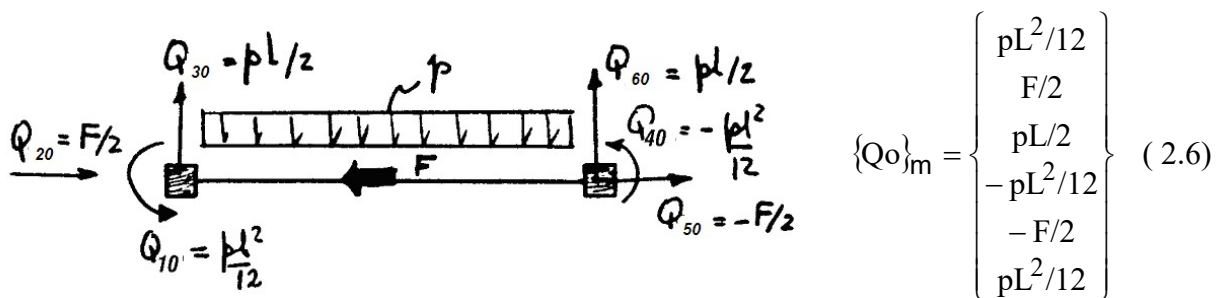 Q₃₀ = pl/2
p
Q₆₀ = pl/2
Q₂₀ = F/2
F
Q₄₀ = - pl²/12
Q₅₀ = -F/2
Q₁₀ = pl²/12
{Qo}m = { pL²/12
F/2
pL/2
– pL²/12
– F/2
pL²/12 } ( 2.6)